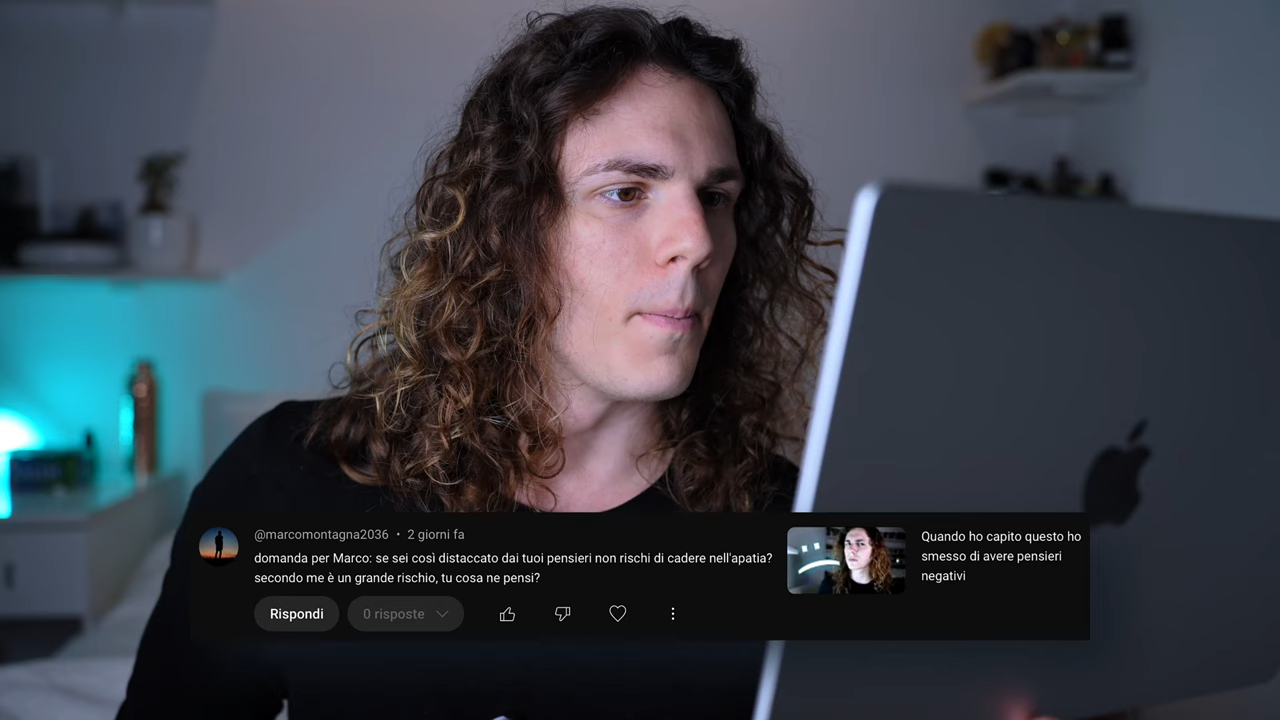 @marcomontagna2036 • 2 giorni fa
domanda per Marco: se sei così distaccato dai tuoi pensieri non rischi di cadere nell'apatia?
secondo me è un grande rischio, tu cosa ne pensi?
Rispondi
0 risposte
Quando ho capito questo ho
smesso di avere pensieri
negativi